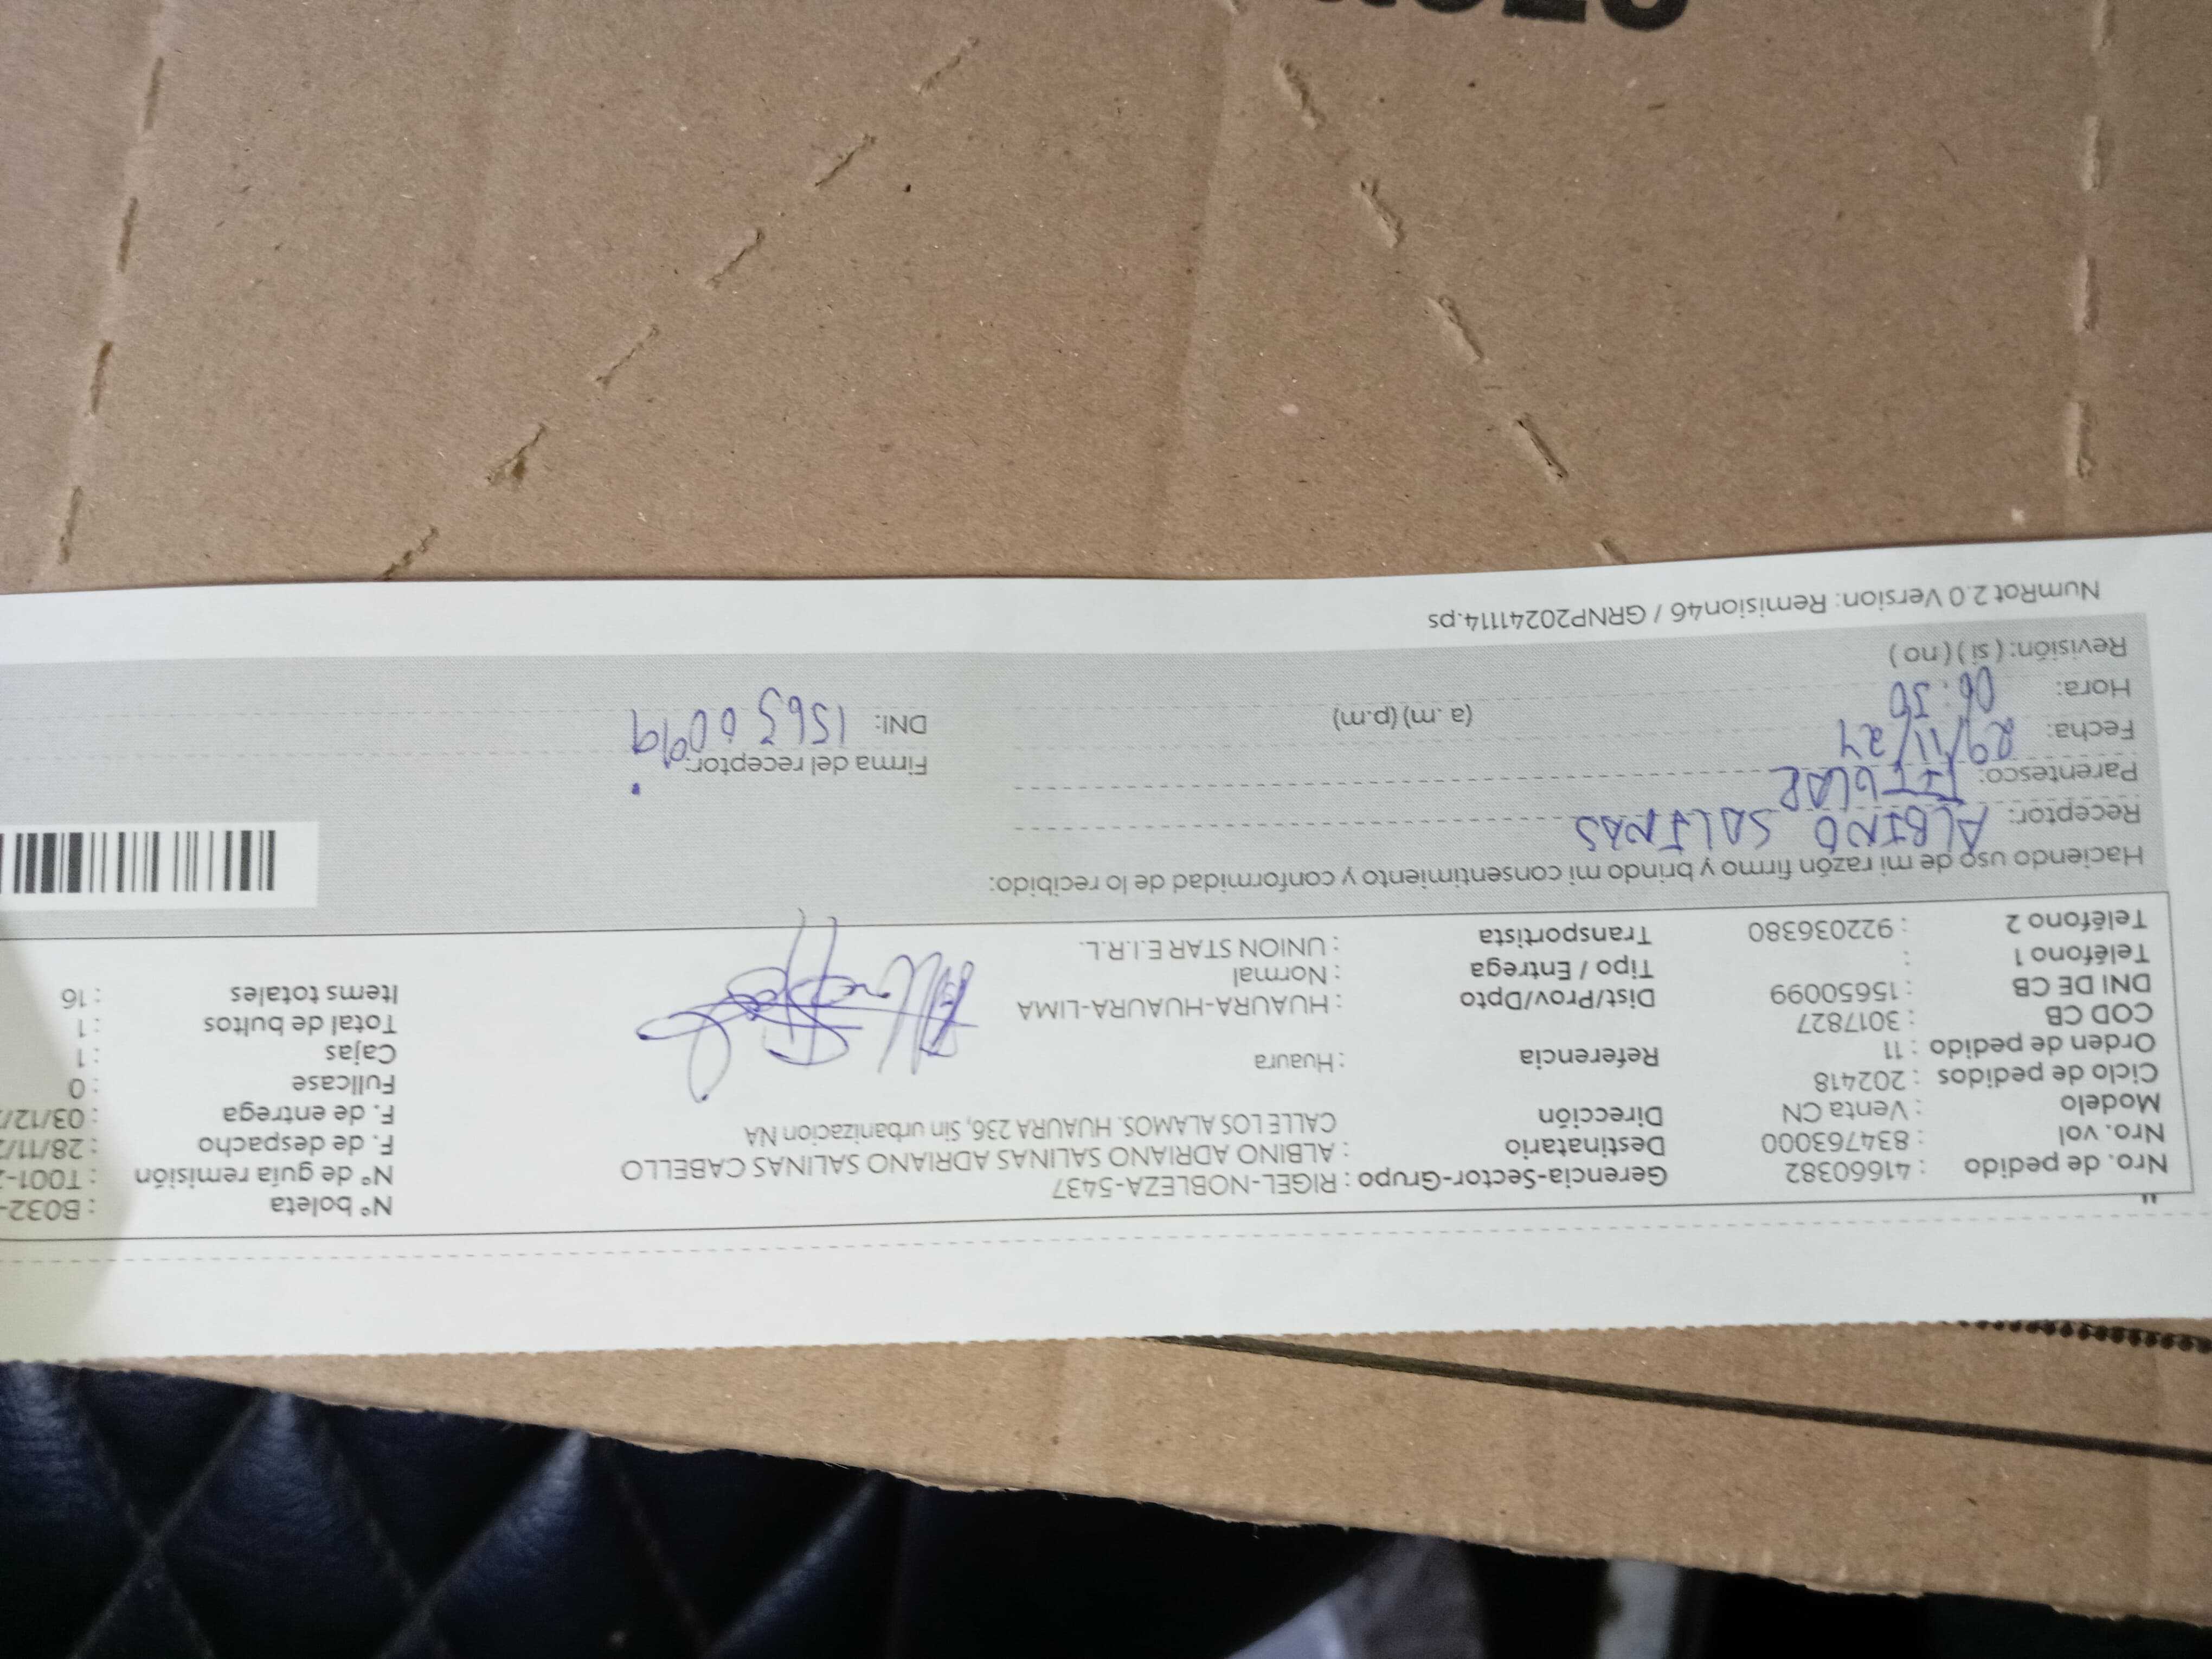 Nro. de pedido : 41660382 Gerencia-Sector-Grupo : RIGEL-NOBLEZA-5437 N° boleta : B032-
Nro. vol : 834763000 Destinatario : ALBINO ADRIANO SALINAS ADRIANO SALINAS CABELLO N° de guía remisión : T001-
Modelo : Venta CN Dirección CALLE LOS ALAMOS. HUAURA 236, Sin urbanizacion NA F. de despacho : 28/11/
Ciclo de pedidos : 202418 F. de entrega : 03/12/
Orden de pedido : 11 Referencia : Huaura Fullcase : 0
COD CB : 3017827 Cajas : 1
DNI DE CB : 15650099 Dist/Prov/Dpto : HUAURA-HUAURA-LIMA Total de bultos : 1
Teléfono 1 : Tipo / Entrega : Normal Items totales : 16
Teléfono 2 : 922036380 Transportista : UNION STAR E.I.R.L.
Haciendo uso de mi razón firmo y brindo mi consentimiento y conformidad de lo recibido:
Receptor: ALBINO SALINAS
Parentesco: TITULAR Firma del receptor:
Fecha: 29/11/24 DNI: 15650099
Hora: 06:30 (a. m) (p.m)
Revisión: ( si ) ( no )
NumRot 2.0 Version: Remision46 / GRNP20241114.ps